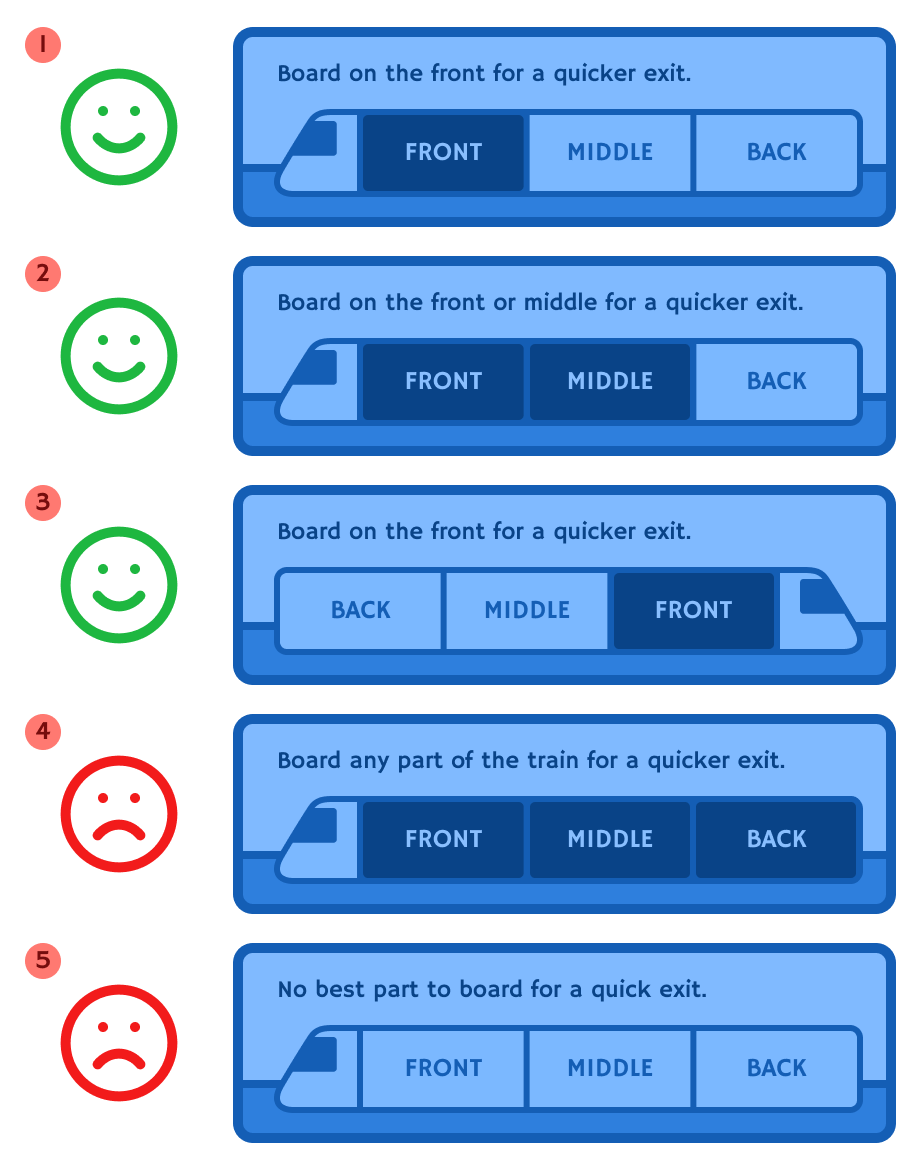 1
Board on the front for a quicker exit.
FRONT MIDDLE BACK
2
Board on the front or middle for a quicker exit.
FRONT MIDDLE BACK
3
Board on the front for a quicker exit.
BACK MIDDLE FRONT
4
Board any part of the train for a quicker exit.
FRONT MIDDLE BACK
5
No best part to board for a quick exit.
FRONT MIDDLE BACK